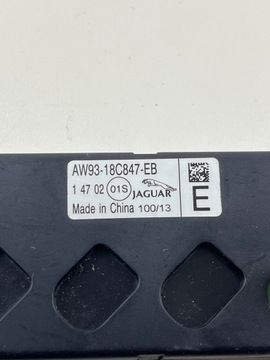 AW93-18C847-EB
1 47 02 01S JAGUAR
Made in China 100/13
E